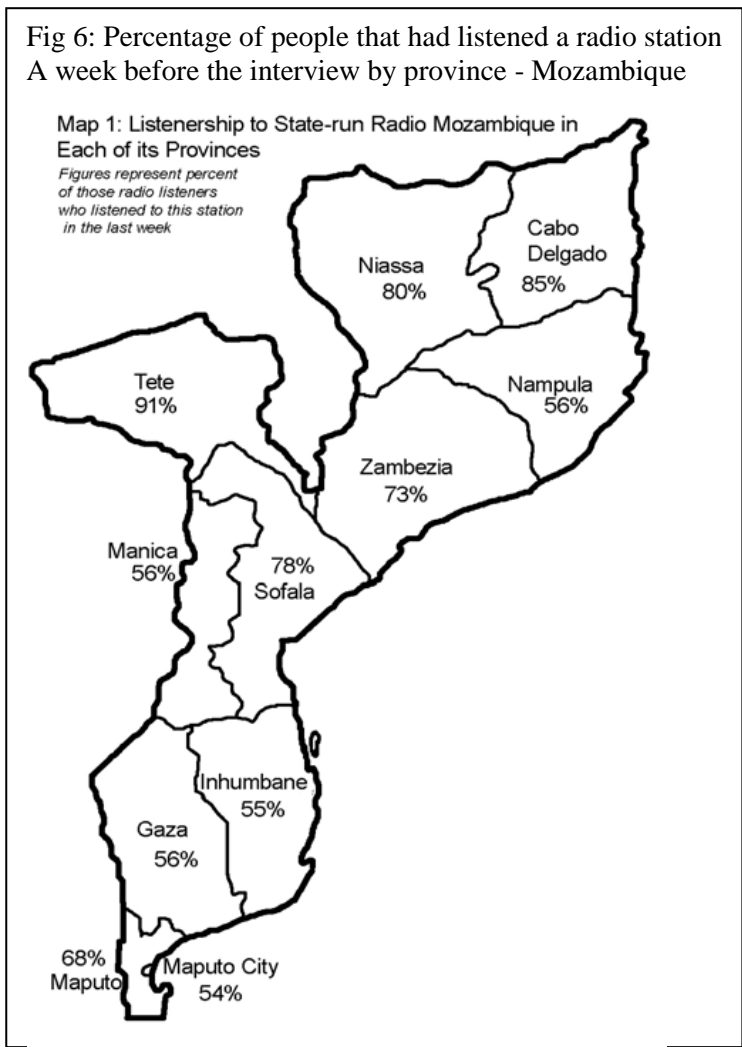 Fig 6: Percentage of people that had listened a radio station
A week before the interview by province - Mozambique
Map 1: Listenership to State-run Radio Mozambique in
Each of its Provinces
Figures represent percent
of those radio listeners
who listened to this station
in the last week
Cabo
Delgado
85%
Niassa
80%
Tete
91%
Nampula
56%
Zambezia
73%
Manica
56%
78%
Sofala
Inhumbane
55%
Gaza
56%
68%
Maputo
Maputo City
54%